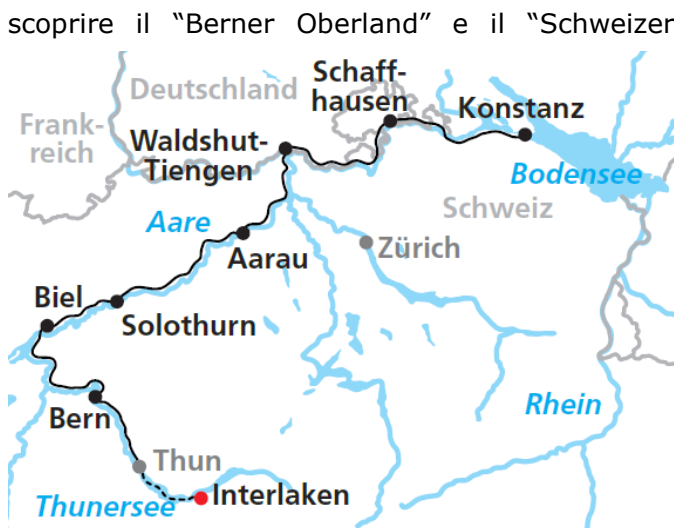 scoprire il “Berner Oberland” e il “Schweizer
Schaff-
hausen
Deutschland
Konstanz
Frank-
reich
Waldshut-
Tiengen
Bodensee
Aare
Schweiz
Aarau
Zürich
Biel
Solothurn
Bern
Rhein
Thun
Thunersee
Interlaken